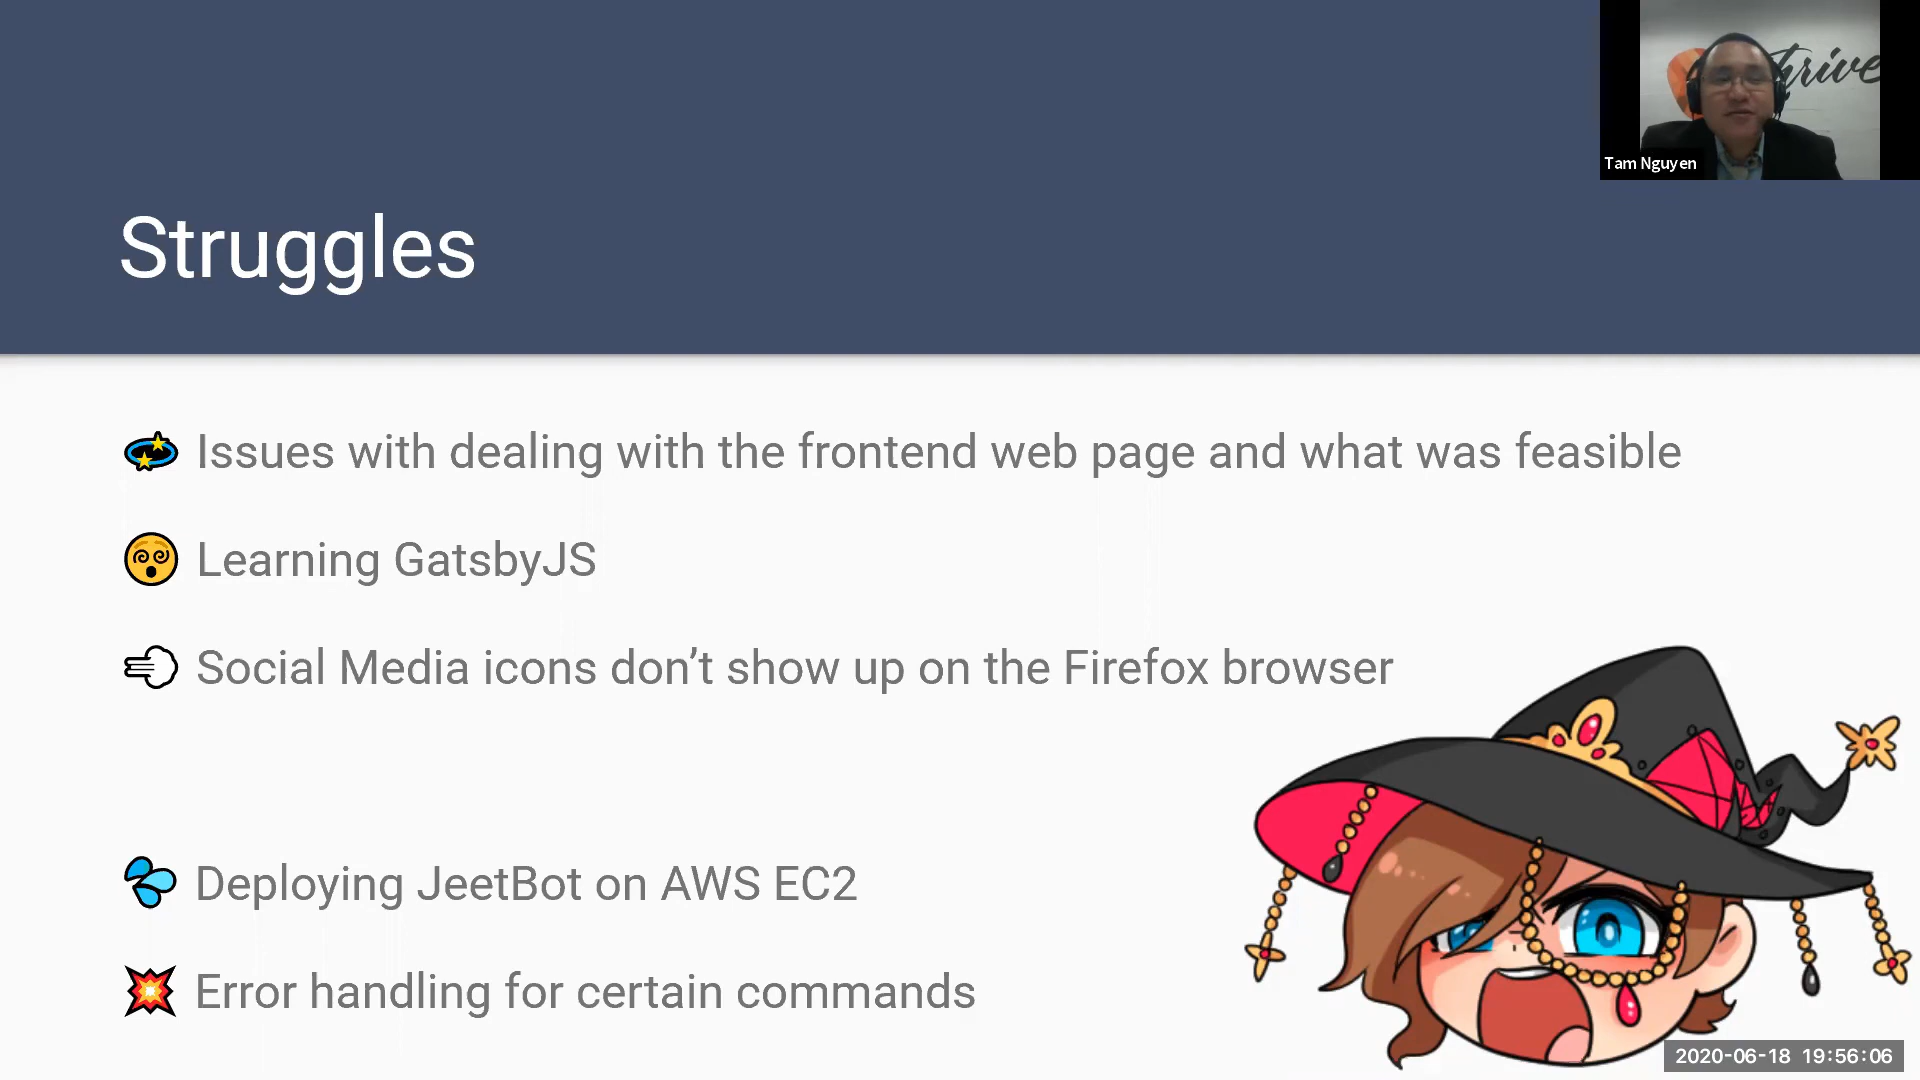 Thrive
Tam Nguyen
Struggles
Issues with dealing with the frontend web page and what was feasible
Learning GatsbyJS
Social Media icons don’t show up on the Firefox browser
Deploying JeetBot on AWS EC2
Error handling for certain commands
2020-06-18 19:56:06